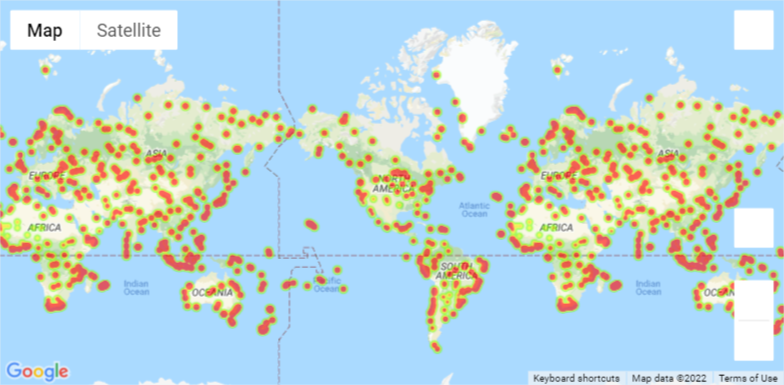 Map
Satellite
ASIA
EUROPE
AFRICA
Indian
Ocean
OCEANIA
Pacific
Ocean
NORTH
AMERICA
Atlantic
Ocean
SOUTH
AMERICA
ASIA
EUROPE
AFRICA
Indian
Ocean
Google
Keyboard shortcuts
Map data ©2022
Terms of Use